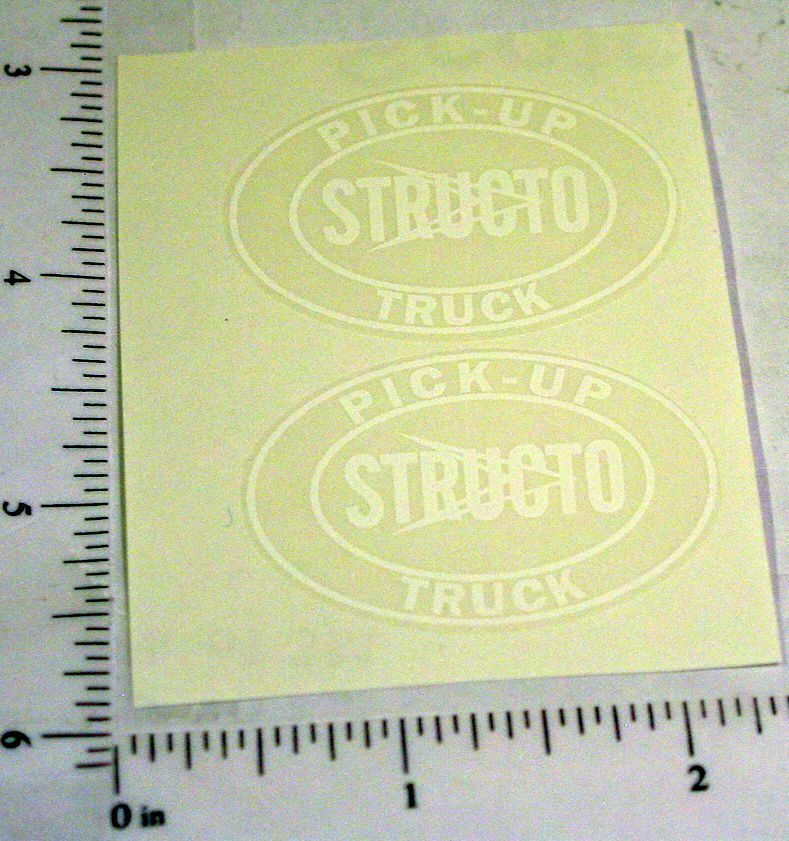 PICK-UP
STRUCTO
TRUCK
PICK-UP
STRUCTO
TRUCK
3
4
5
6
0 in
1
2